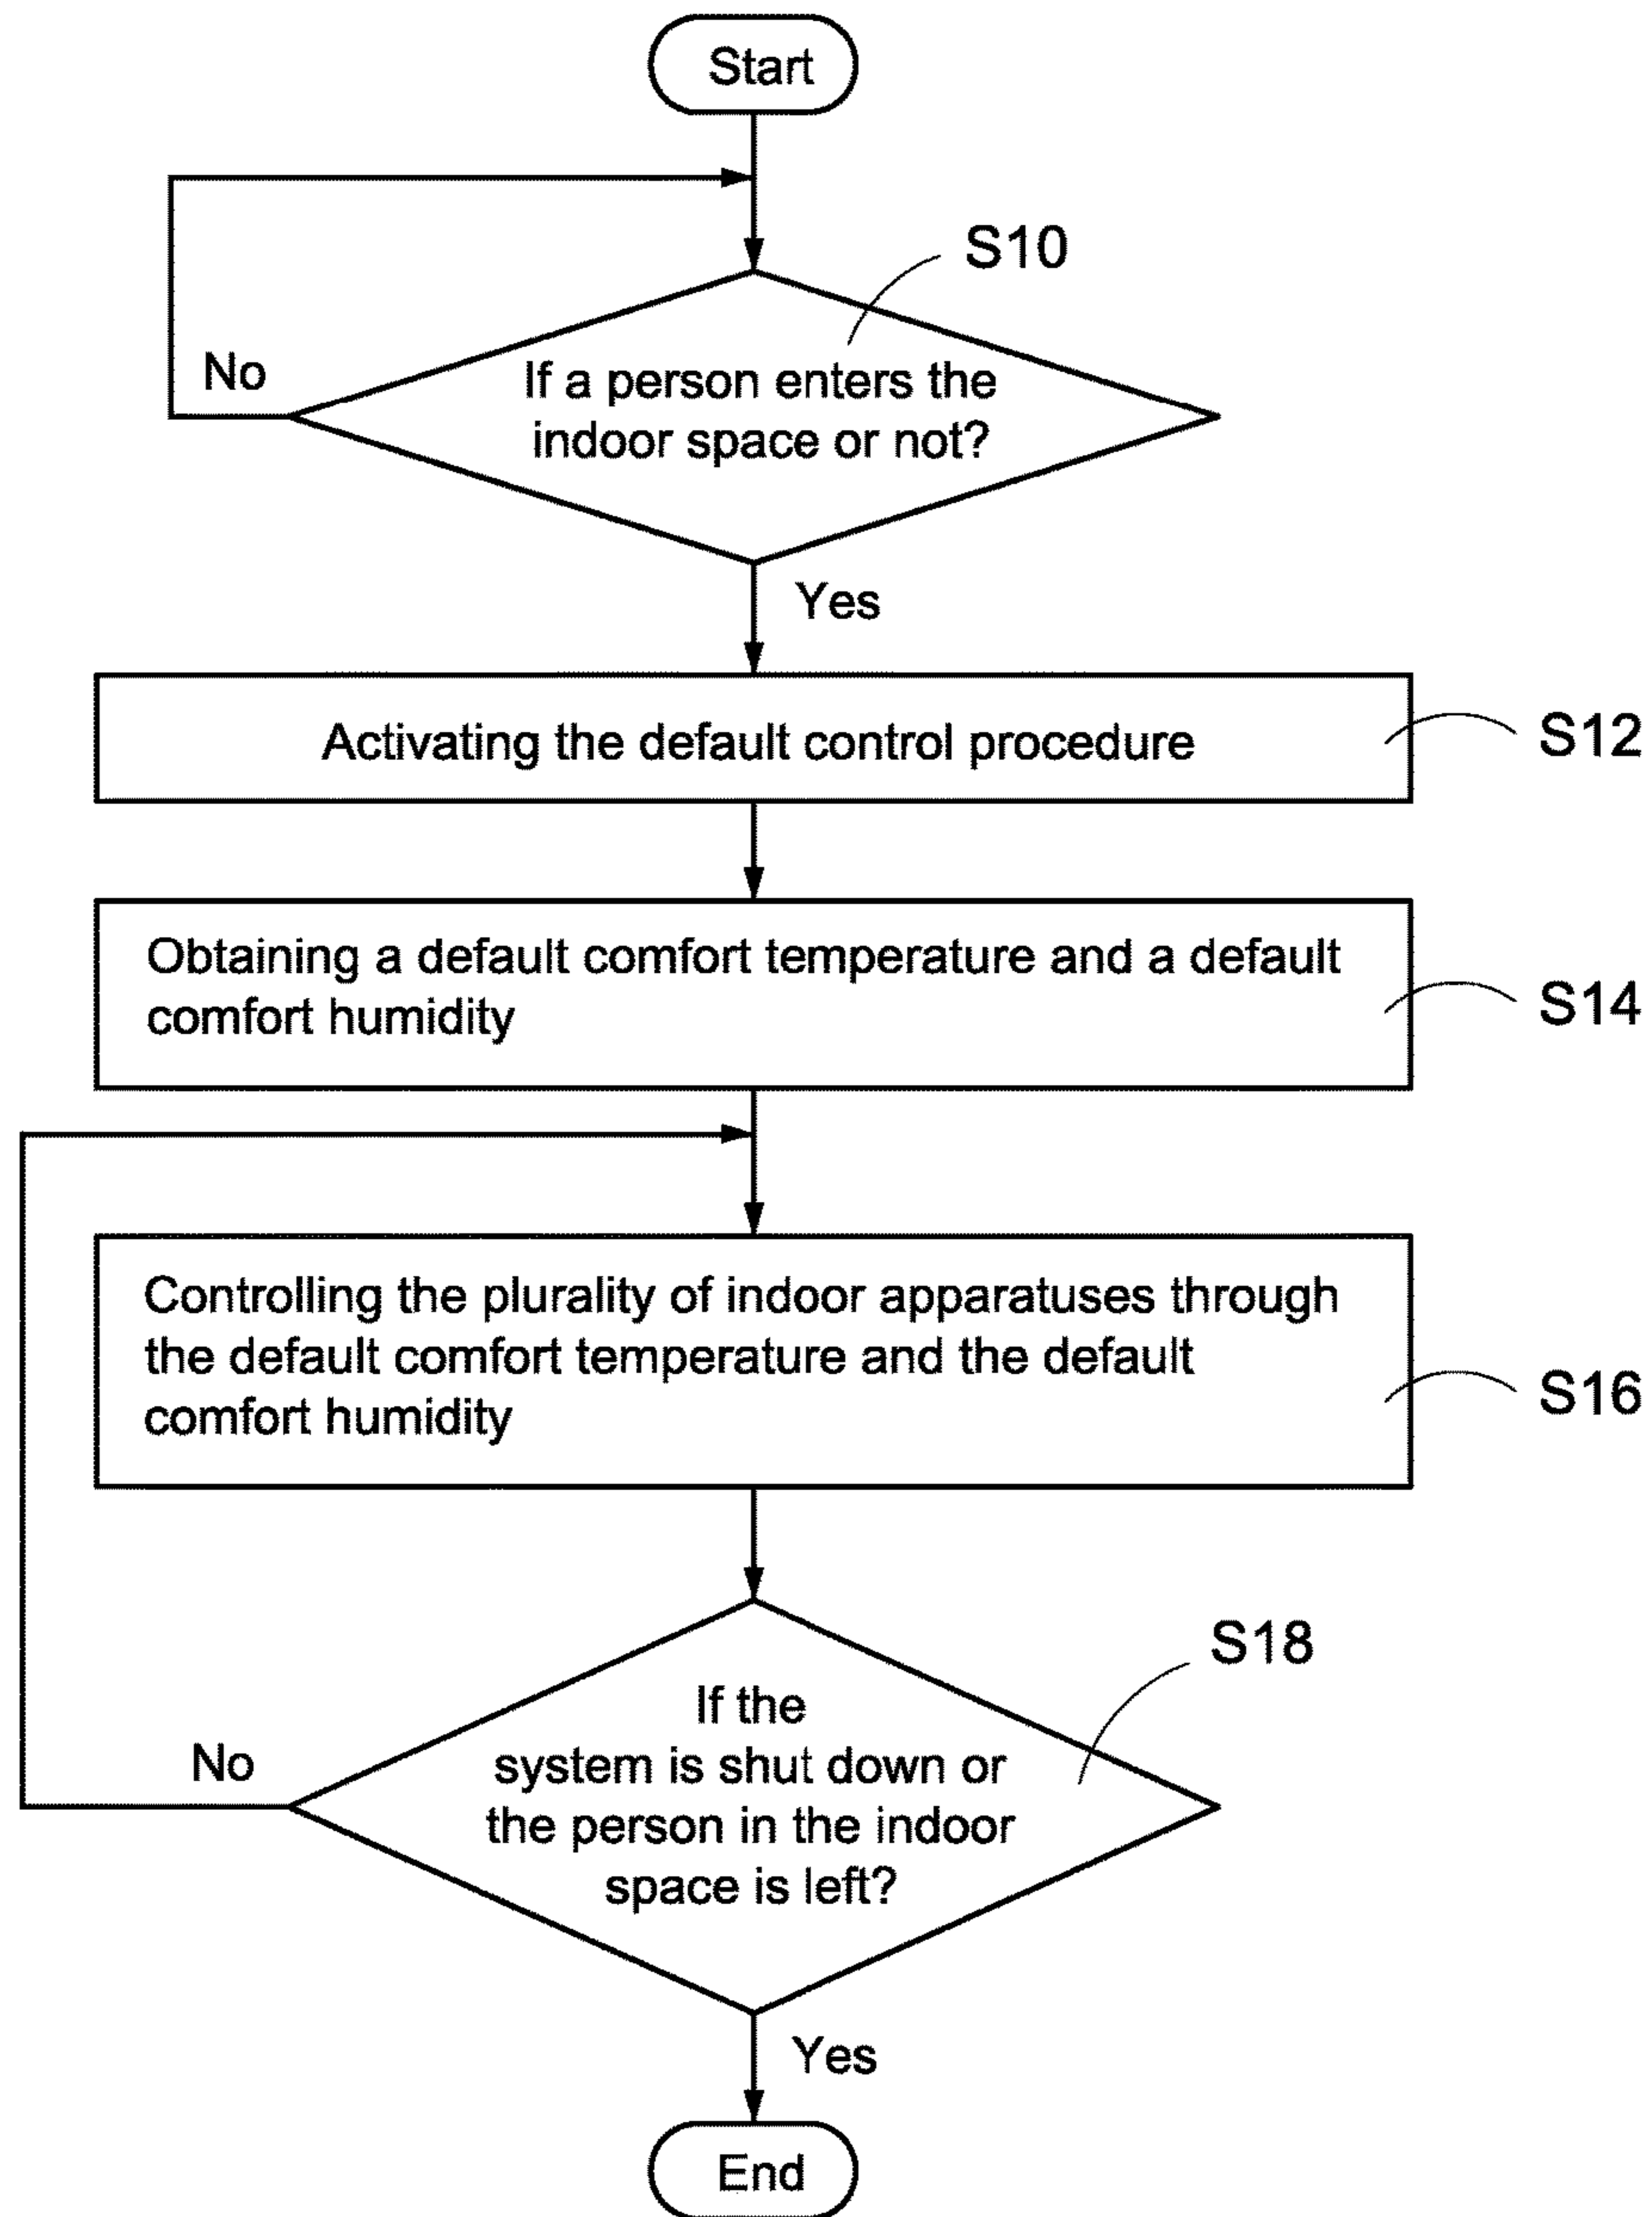 Start
S10
No
If a person enters the
indoor space or not?
Yes
Activating the default control procedure
S12
Obtaining a default comfort temperature and a default
comfort humidity
S14
Controlling the plurality of indoor apparatuses through
the default comfort temperature and the default
comfort humidity
S16
S18
No
If the
system is shut down or
the person in the indoor
space is left?
Yes
End